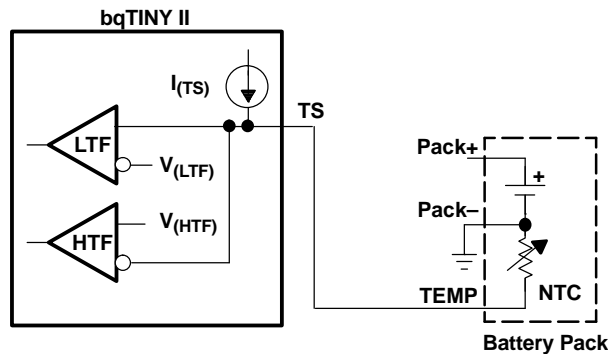 bqTINY II
I(TS)
TS
LTF
V(LTF)
V(HTF)
HTF
Pack+
+
Pack–
TEMP
NTC
Battery Pack